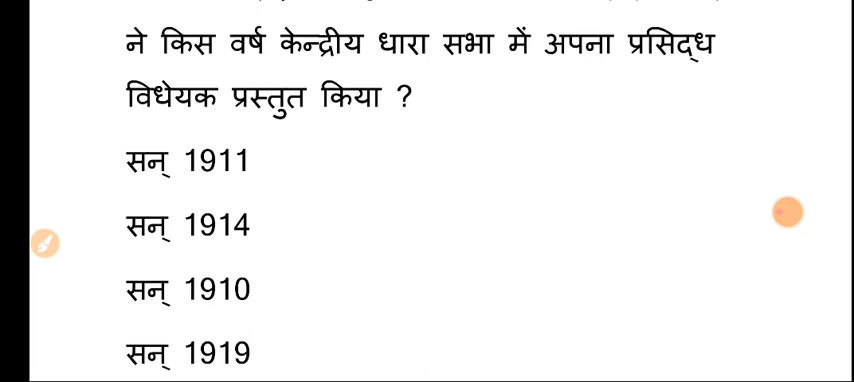 ने किस वर्ष केन्द्रीय धारा सभा में अपना प्रसिद्ध
विधेयक प्रस्तुत किया ?
सन् 1911
सन् 1914
सन् 1910
सन् 1919